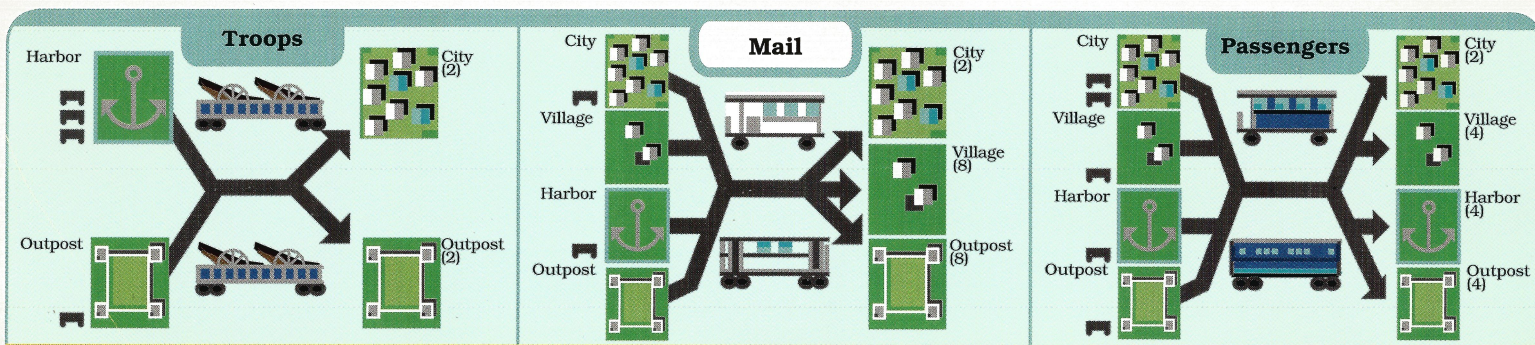 Troops
Harbor
City
(2)
Outpost
Outpost
(2)
Mail
City
Village
Harbor
Outpost
City
(2)
Village
(8)
Outpost
(8)
Passengers
City
Village
Harbor
Outpost
City
(2)
Village
(4)
Harbor
(4)
Outpost
(4)